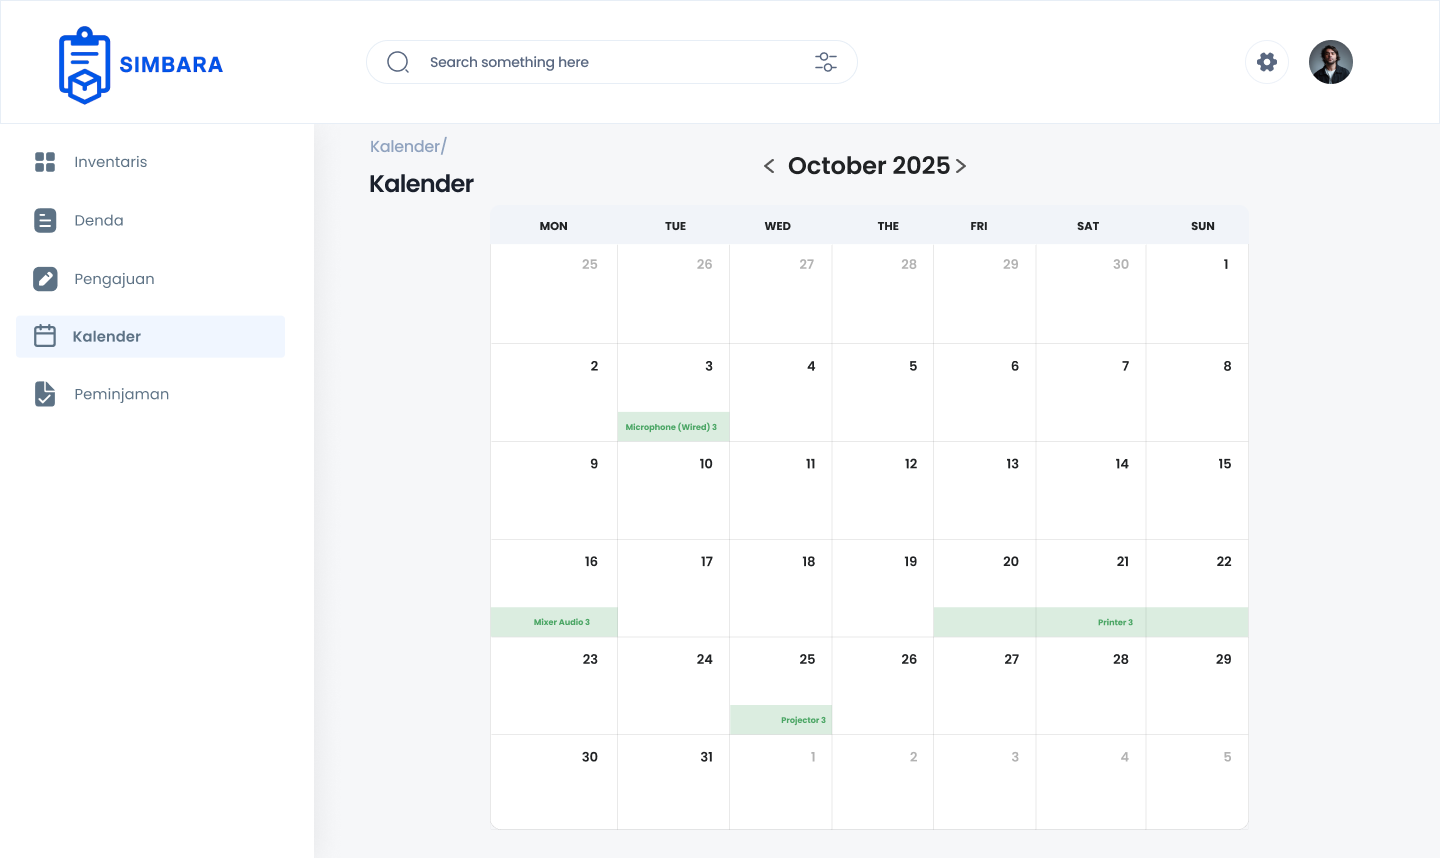 SIMBARA
Search something here
Inventaris
Denda
Pengajuan
Kalender
Peminjaman
Kalender/
Kalender
< October 2025 >
MON TUE WED THE FRI SAT SUN
25 26 27 28 29 30 1
2 3 4 5 6 7 8
Microphone (Wired) 3
9 10 11 12 13 14 15
16 17 18 19 20 21 22
Mixer Audio 3 Printer 3
23 24 25 26 27 28 29
Projector 3
30 31 1 2 3 4 5